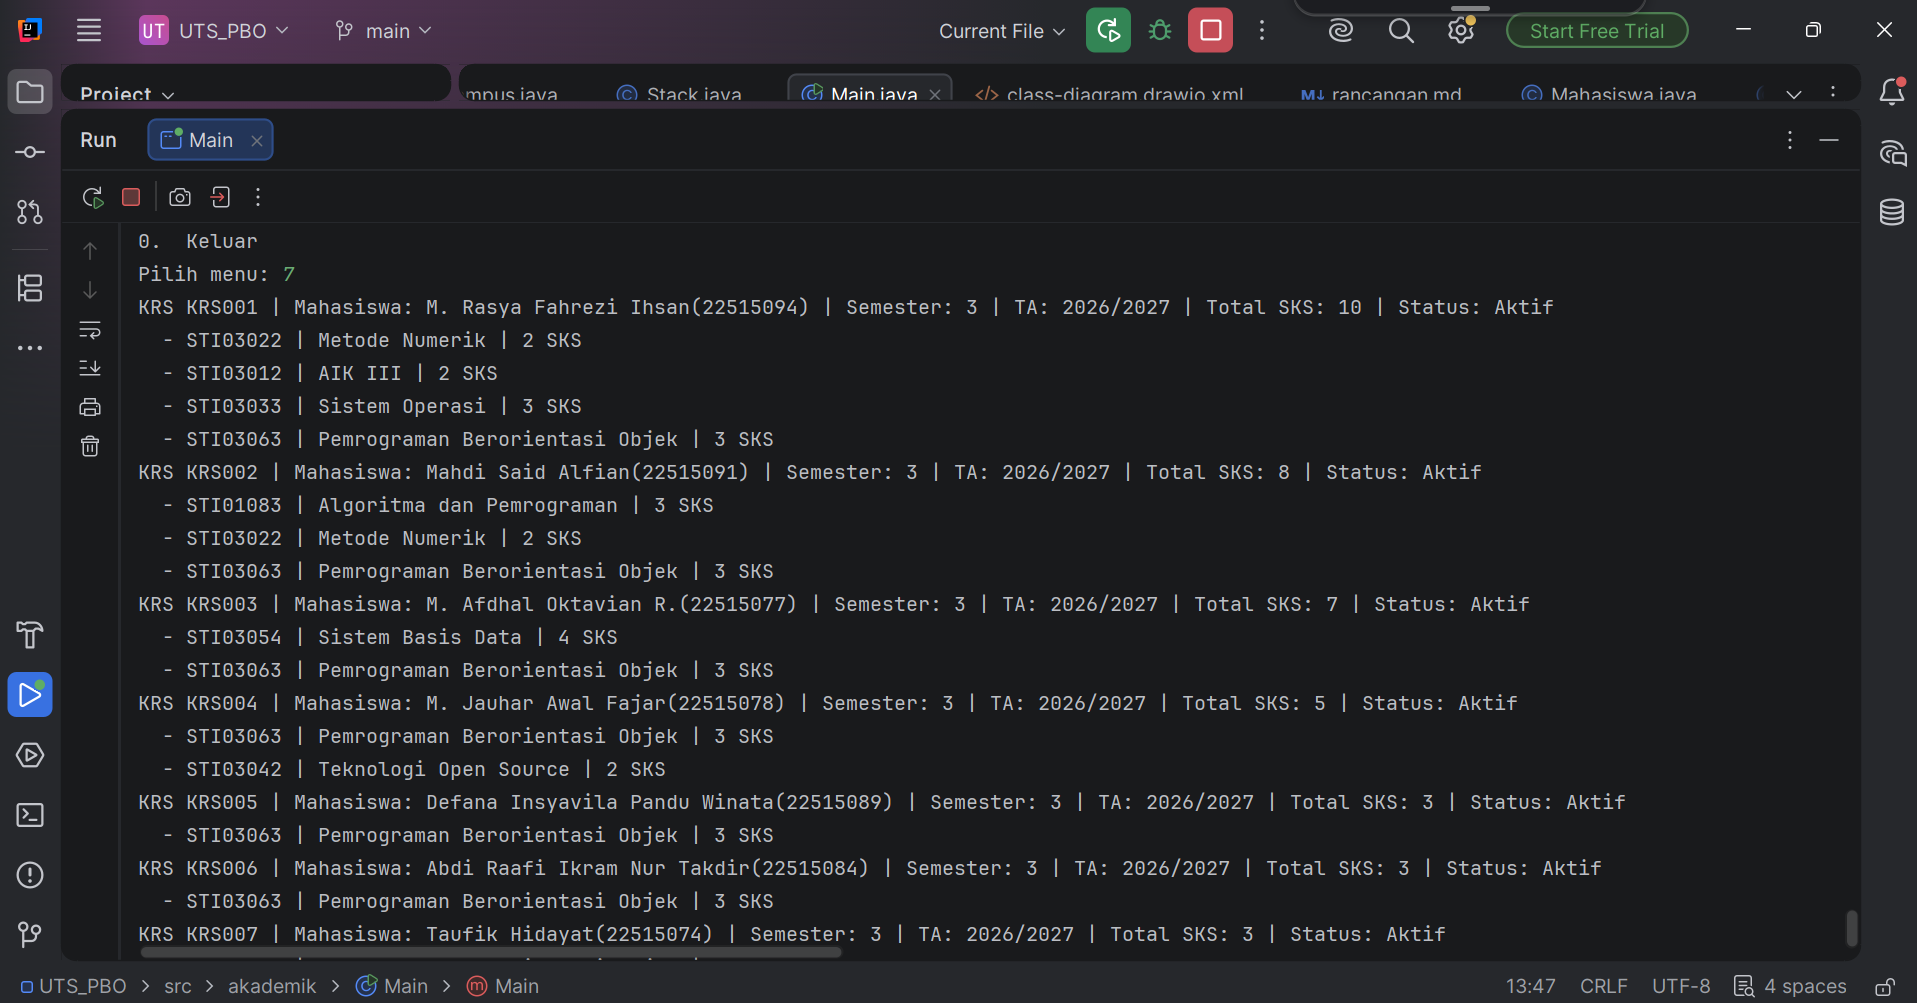 UT UTS_PBO main Current File Start Free Trial
Project mpus.java Stack.java Main.java class-diagram.drawio.xml M↓ rancangan.md Mahasiswa.java
Run Main
0.  Keluar
Pilih menu: 7
KRS KRS001 | Mahasiswa: M. Rasya Fahrezi Ihsan(22515094) | Semester: 3 | TA: 2026/2027 | Total SKS: 10 | Status: Aktif
- STI03022 | Metode Numerik | 2 SKS
- STI03012 | AIK III | 2 SKS
- STI03033 | Sistem Operasi | 3 SKS
- STI03063 | Pemrograman Berorientasi Objek | 3 SKS
KRS KRS002 | Mahasiswa: Mahdi Said Alfian(22515091) | Semester: 3 | TA: 2026/2027 | Total SKS: 8 | Status: Aktif
- STI01083 | Algoritma dan Pemrograman | 3 SKS
- STI03022 | Metode Numerik | 2 SKS
- STI03063 | Pemrograman Berorientasi Objek | 3 SKS
KRS KRS003 | Mahasiswa: M. Afdhal Oktavian R.(22515077) | Semester: 3 | TA: 2026/2027 | Total SKS: 7 | Status: Aktif
- STI03054 | Sistem Basis Data | 4 SKS
- STI03063 | Pemrograman Berorientasi Objek | 3 SKS
KRS KRS004 | Mahasiswa: M. Jauhar Awal Fajar(22515078) | Semester: 3 | TA: 2026/2027 | Total SKS: 5 | Status: Aktif
- STI03063 | Pemrograman Berorientasi Objek | 3 SKS
- STI03042 | Teknologi Open Source | 2 SKS
KRS KRS005 | Mahasiswa: Defana Insyavila Pandu Winata(22515089) | Semester: 3 | TA: 2026/2027 | Total SKS: 3 | Status: Aktif
- STI03063 | Pemrograman Berorientasi Objek | 3 SKS
KRS KRS006 | Mahasiswa: Abdi Raafi Ikram Nur Takdir(22515084) | Semester: 3 | TA: 2026/2027 | Total SKS: 3 | Status: Aktif
- STI03063 | Pemrograman Berorientasi Objek | 3 SKS
KRS KRS007 | Mahasiswa: Taufik Hidayat(22515074) | Semester: 3 | TA: 2026/2027 | Total SKS: 3 | Status: Aktif
UTS_PBO > src > akademik > Main > m Main 13:47 CRLF UTF-8 4 spaces